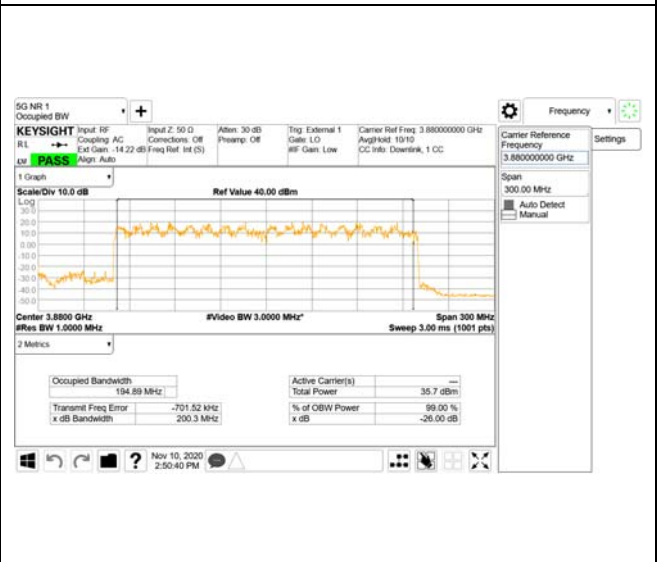 5G NR 1
Occupied BW
Frequency
KEYSIGHT
RL
PASS
Input: RF
Coupling: AC
Ext Gain: -14.22 dB
Align: Auto
Input Z: 50 Ω
Corrections: Off
Freq Ref: Int (S)
Atten: 30 dB
Preamp: Off
Trig: External 1
Gate: LO
#IF Gain: Low
Carrier Ref Freq: 3.880000000 GHz
Avg|Hold: 10/10
CC Info: Downlink, 1 CC
Carrier Reference
Frequency
3.880000000 GHz
Settings
Span
300.00 MHz
Auto Detect
Manual
1 Graph
Scale/Div 10.0 dB
Ref Value 40.00 dBm
Log
30.0
20.0
10.0
0.00
-10.0
-20.0
-30.0
-40.0
-50.0
Center 3.8800 GHz
#Video BW 3.0000 MHz*
Span 300 MHz
#Res BW 1.0000 MHz
Sweep 3.00 ms (1001 pts)
2 Metrics
Occupied Bandwidth
194.89 MHz
Active Carrier(s) —
Total Power 35.7 dBm
Transmit Freq Error -701.52 kHz
% of OBW Power 99.00 %
x dB Bandwidth 200.3 MHz
x dB -26.00 dB
Nov 10, 2020
2:50:40 PM